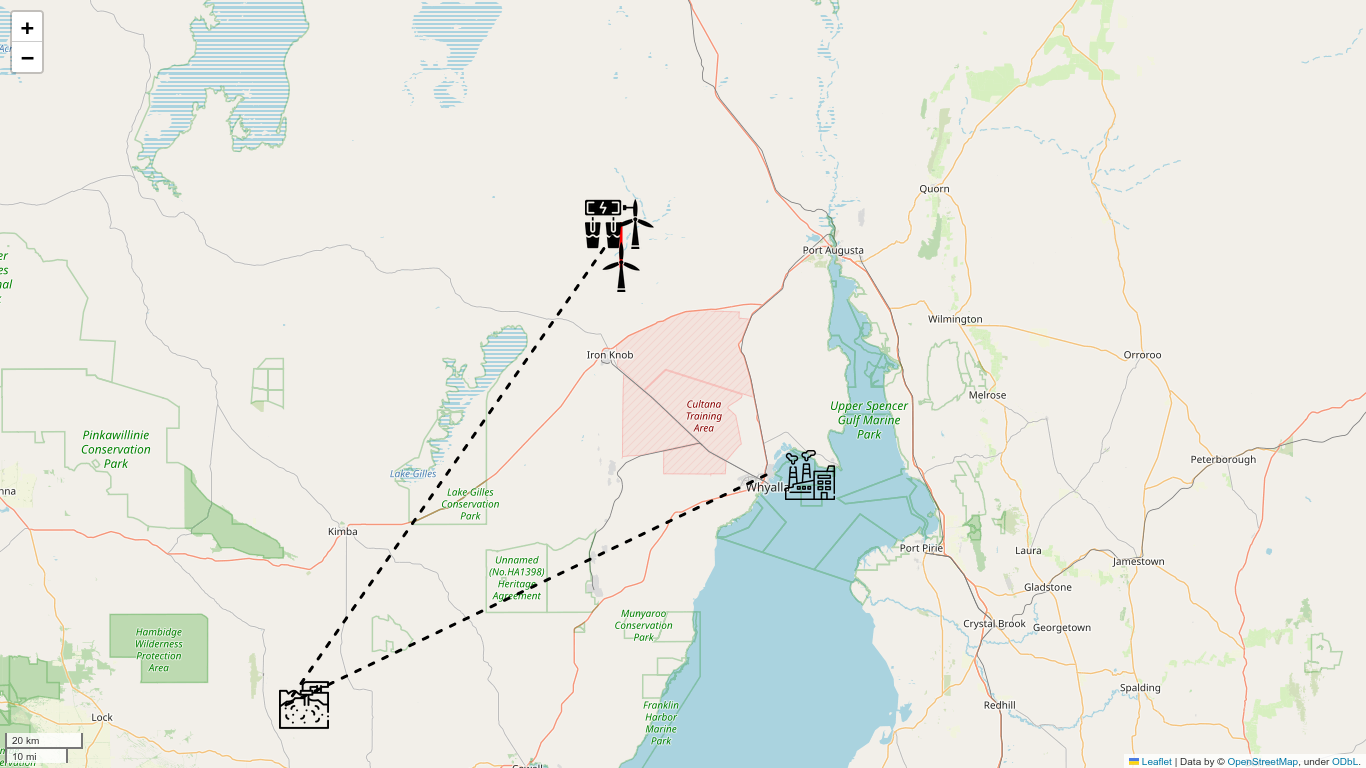 +
−
Quorn
Port Augusta
Wilmington
Iron Knob
Orroroo
Melrose
Cultana
Training
Area
Upper Spencer
Gulf Marine
Park
Pinkawillinie
Conservation
Park
Peterborough
Lake Gilles
Whyalla
Lake Gilles
Conservation
Park
Kimba
Port Pirie
Laura
Jamestown
Unnamed
(No.HA1398)
Heritage
Agreement
Gladstone
Munyaroo
Conservation
Park
Crystal Brook
Georgetown
Hambidge
Wilderness
Protection
Area
Spalding
Redhill
Franklin
Harbor
Marine
Park
Lock
20 km
10 mi
Leaflet | Data by © OpenStreetMap, under ODbL.